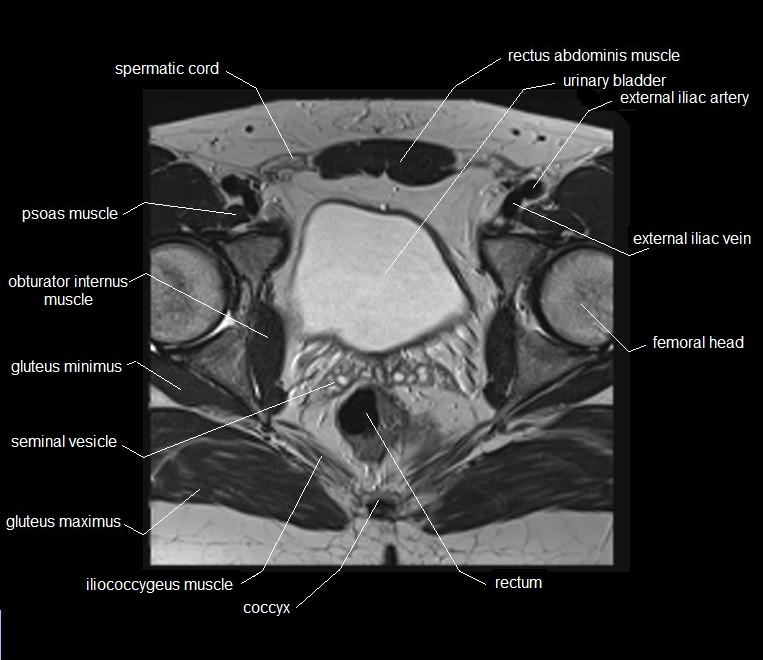 rectus abdominis muscle
spermatic cord
urinary bladder
external iliac artery
psoas muscle
external iliac vein
obturator internus
muscle
femoral head
gluteus minimus
seminal vesicle
gluteus maximus
iliococcygeus muscle
rectum
coccyx